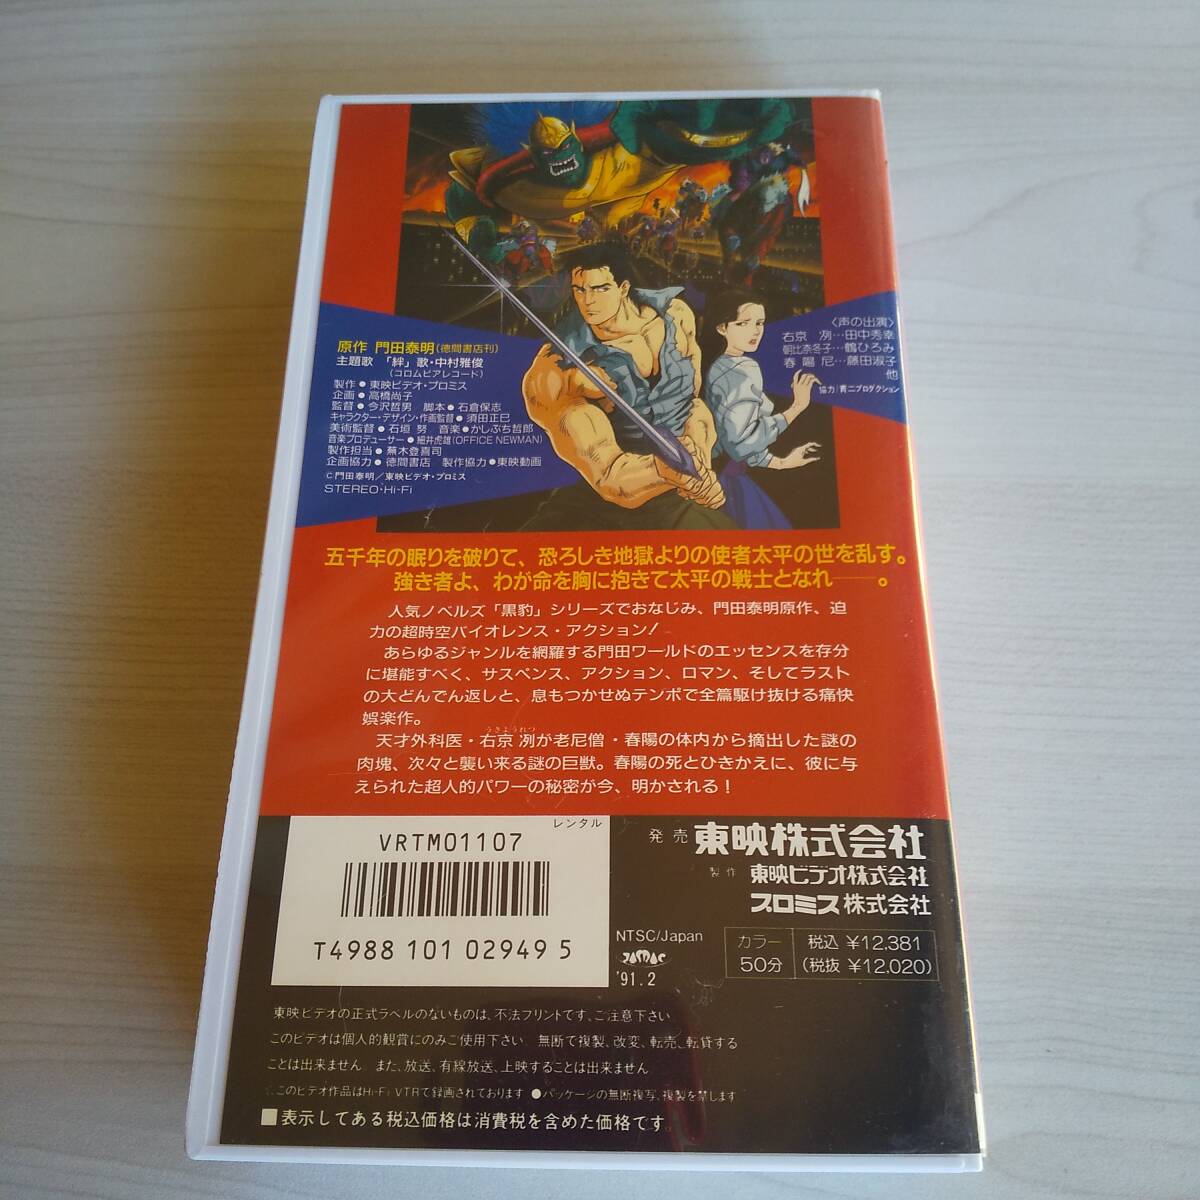 〈声の出演〉
右京 冽…田中秀幸
朝比奈冬子…鶴ひろみ
春陽尼…藤田淑子
他
協力/青二プロダクション
原作 門田泰明(徳間書店刊)
主題歌 「絆」歌・中村雅俊
(コロムビアレコード)
製作●東映ビデオ・プロミス
企画●高橋尚子
監督●今沢哲男 脚本●石倉保志
キャラクター・デザイン・作画監督●須田正巳
美術監督●石垣 努 音楽●かしぶち哲郎
音楽プロデューサー●細井虎雄(OFFICE NEWMAN)
製作担当●蕪木登喜司
企画協力●徳間書店 製作協力●東映動画
©門田泰明/東映ビデオ・プロミス
STEREO・Hi-Fi
五千年の眠りを破りて、恐ろしき地獄よりの使者太平の世を乱す。
強き者よ、わが命を胸に抱きて太平の戦士となれ──。
人気ノベルズ「黒豹」シリーズでおなじみ、門田泰明原作、迫
力の超時空バイオレンス・アクション!
あらゆるジャンルを網羅する門田ワールドのエッセンスを存分
に堪能すべく、サスペンス、アクション、ロマン、そしてラスト
の大どんでん返しと、息もつかせぬテンポで全篇駆け抜ける痛快
娯楽作。
うきょうれつ
天才外科医・右京 冽が老尼僧・春陽の体内から摘出した謎の
肉塊、次々と襲い来る謎の巨獣。春陽の死とひきかえに、彼に与
えられた超人的パワーの秘密が今、明かされる!
レンタル
VRTM01107
T4988 101 02949 5
発売 東映株式会社
製作 東映ビデオ株式会社
プロミス株式会社
NTSC/Japan
'91.2
カラー 税込 ¥12,381
50分 (税抜 ¥12,020)
東映ビデオの正式ラベルのないものは、不法プリントです。ご注意下さい
このビデオは個人的観賞にのみご使用下さい 無断で複製、改変、転売、転貸する
ことは出来ません また、放送、有線放送、上映することは出来ません
このビデオ作品はHi-Fi VTRで録画されております ●パッケージの無断複写、複製を禁します
■表示してある税込価格は消費税を含めた価格です。